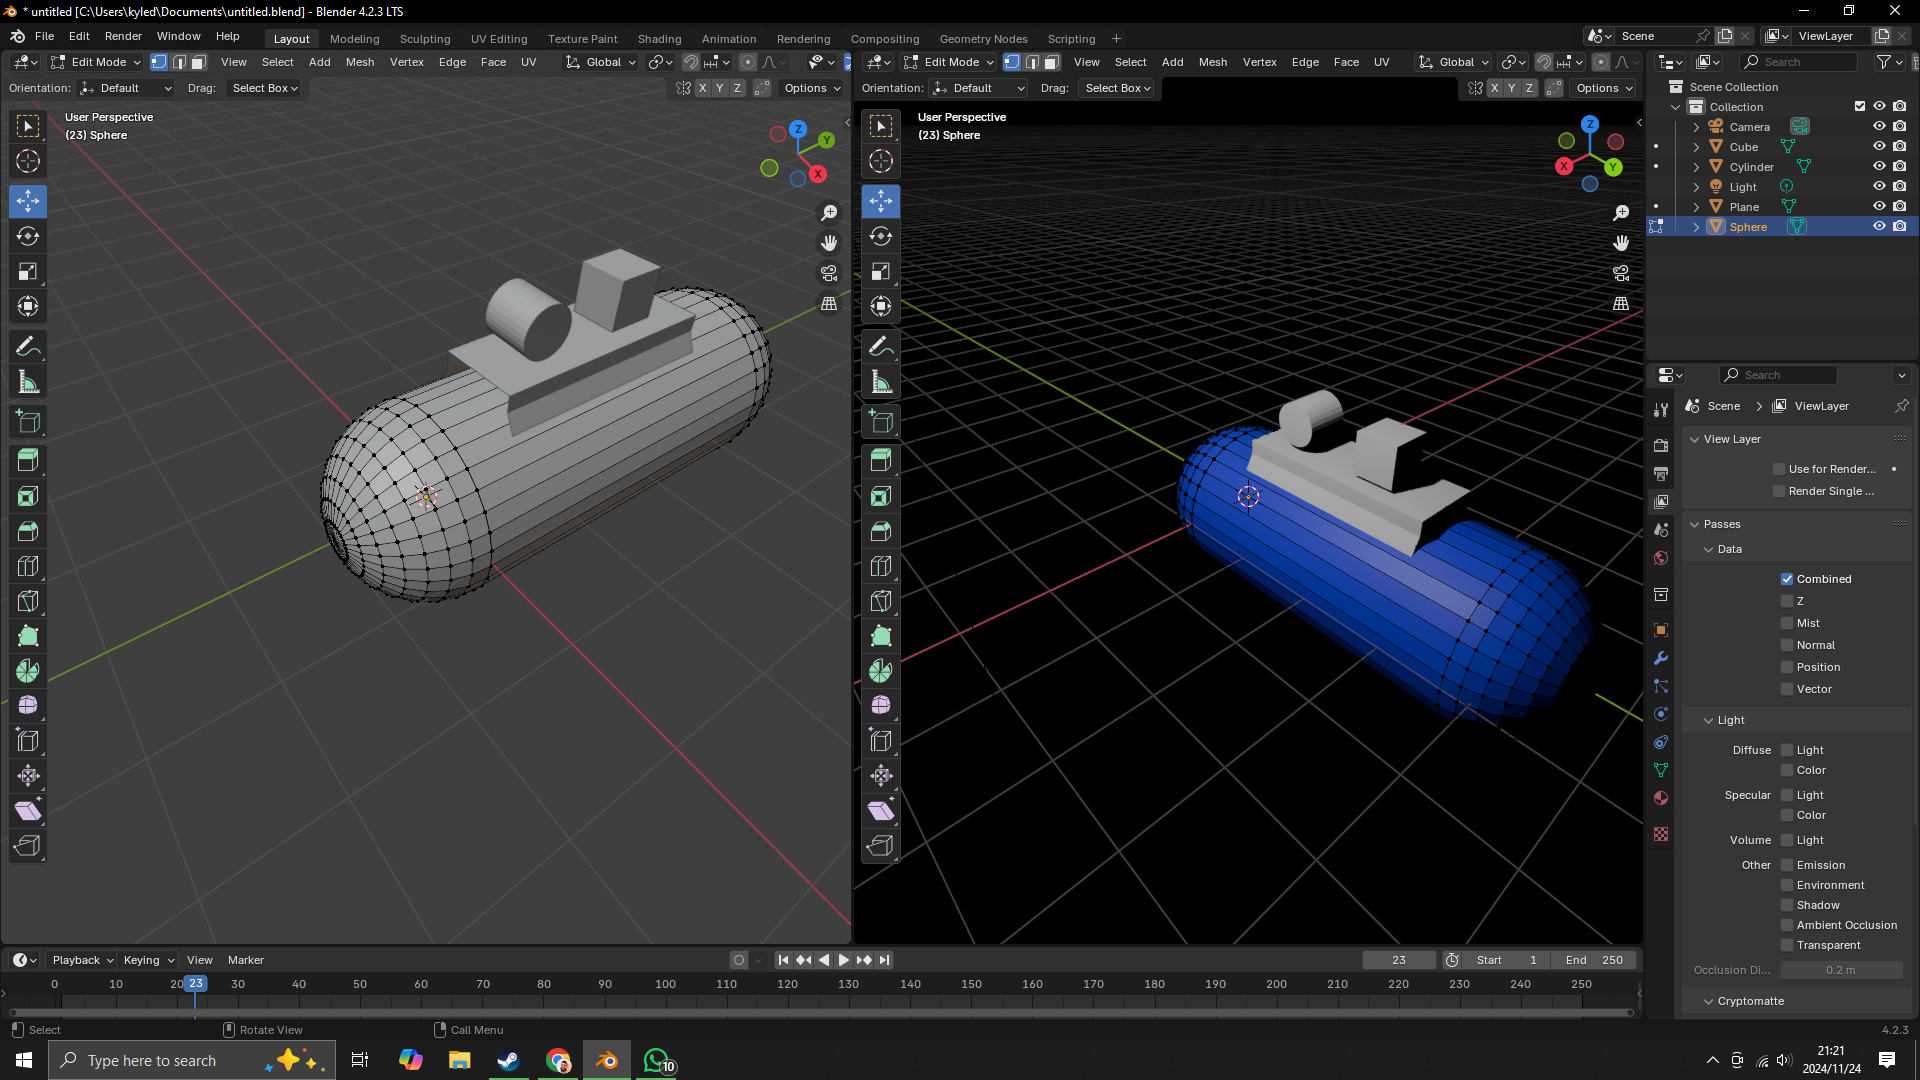 * untitled [C:\Users\kyled\Documents\untitled.blend] - Blender 4.2.3 LTS
File Edit Render Window Help Layout Modeling Sculpting UV Editing Texture Paint Shading Animation Rendering Compositing Geometry Nodes Scripting + Scene ViewLayer
Edit Mode View Select Add Mesh Vertex Edge Face UV Global
Edit Mode View Select Add Mesh Vertex Edge Face UV Global
Search
Orientation: Default Drag: Select Box X Y Z Options
Orientation: Default Drag: Select Box X Y Z Options
User Perspective
(23) Sphere
Z
Y
X
User Perspective
(23) Sphere
Z
X
Y
Scene Collection
Collection
Camera
Cube
Cylinder
Light
Plane
Sphere
Search
Scene > ViewLayer
View Layer
Use for Render...
Render Single ...
Passes
Data
Combined
Z
Mist
Normal
Position
Vector
Light
Diffuse Light
Color
Specular Light
Color
Volume Light
Other Emission
Environment
Shadow
Ambient Occlusion
Transparent
Occlusion Di... 0.2 m
Cryptomatte
Playback Keying View Marker 23 Start 1 End 250
0 10 20 23 30 40 50 60 70 80 90 100 110 120 130 140 150 160 170 180 190 200 210 220 230 240 250
Select Rotate View Call Menu 4.2.3
Type here to search
10
21:21
2024/11/24